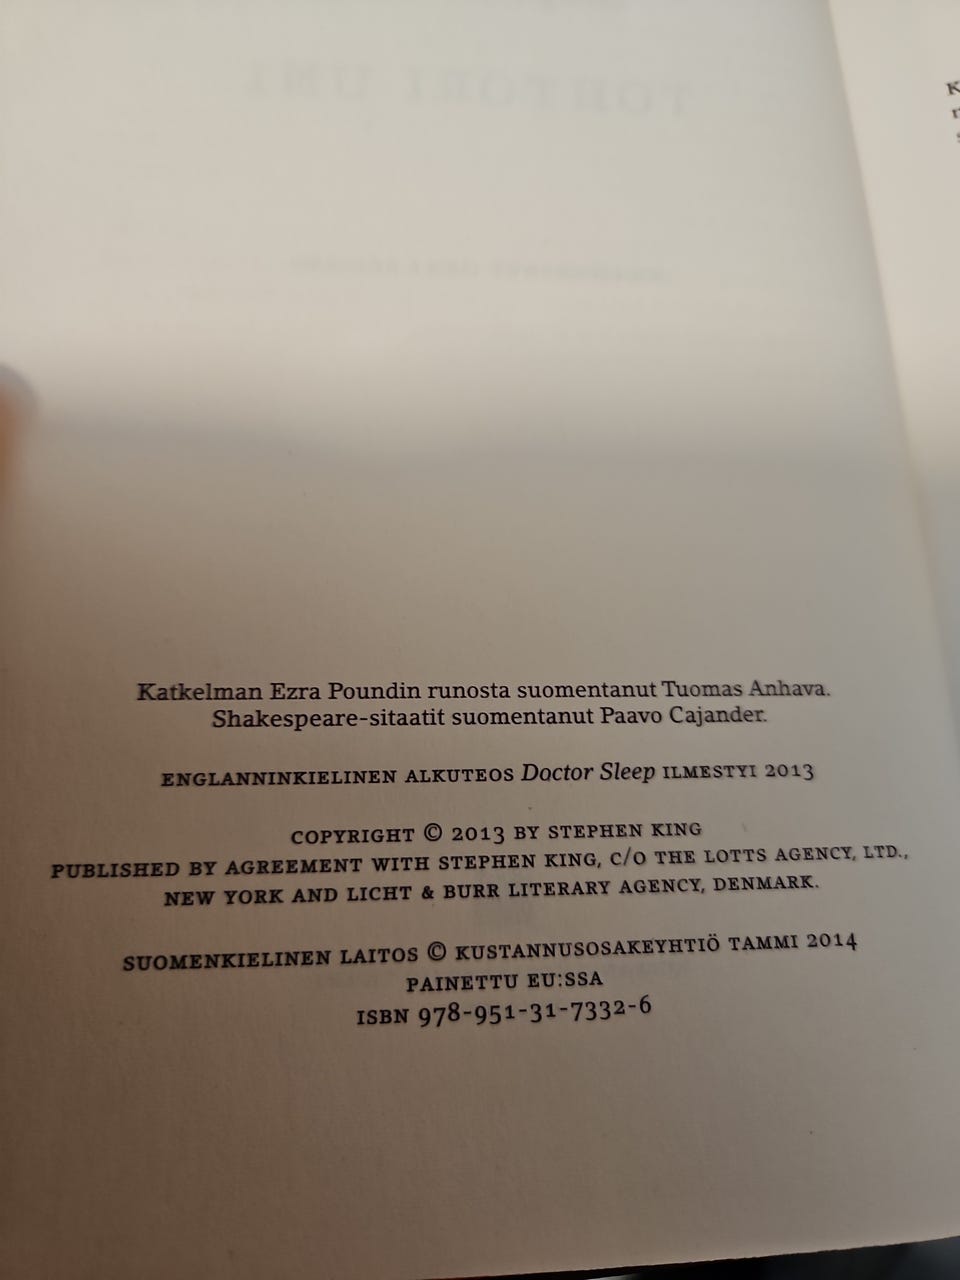 Katkelman Ezra Poundin runosta suomentanut Tuomas Anhava.
Shakespeare-sitaatit suomentanut Paavo Cajander.
ENGLANNINKIELINEN ALKUTEOS Doctor Sleep ILMESTYI 2013
COPYRIGHT © 2013 BY STEPHEN KING
PUBLISHED BY AGREEMENT WITH STEPHEN KING, C/O THE LOTTS AGENCY, LTD.,
NEW YORK AND LICHT & BURR LITERARY AGENCY, DENMARK.
SUOMENKIELINEN LAITOS © KUSTANNUSOSAKEYHTIÖ TAMMI 2014
PAINETTU EU:SSA
ISBN 978-951-31-7332-6